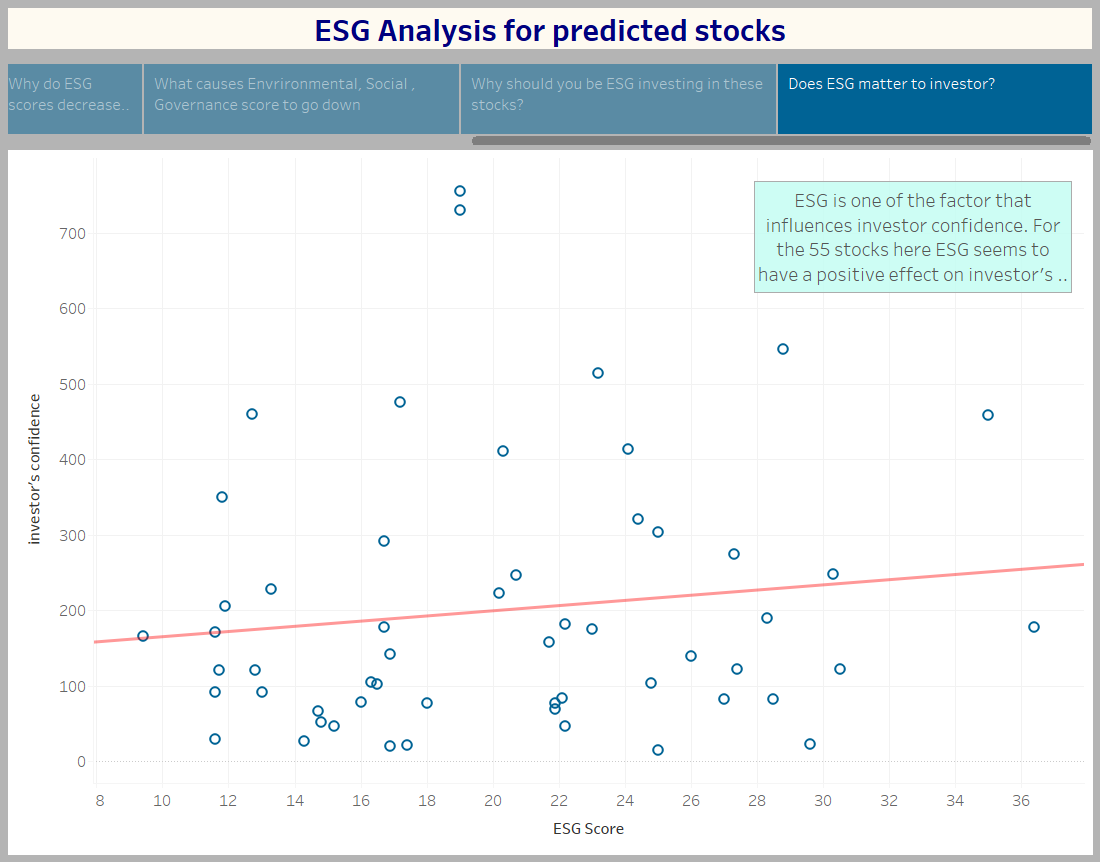 ESG Analysis for predicted stocks
Why do ESG
scores decrease..
What causes Envrironmental, Social ,
Governance score to go down
Why should you be ESG investing in these
stocks?
Does ESG matter to investor?
ESG is one of the factor that
influences investor confidence. For
the 55 stocks here ESG seems to
have a positive effect on investor's ..
investor's confidence
700
600
500
400
300
200
100
0
8 10 12 14 16 18 20 22 24 26 28 30 32 34 36
ESG Score